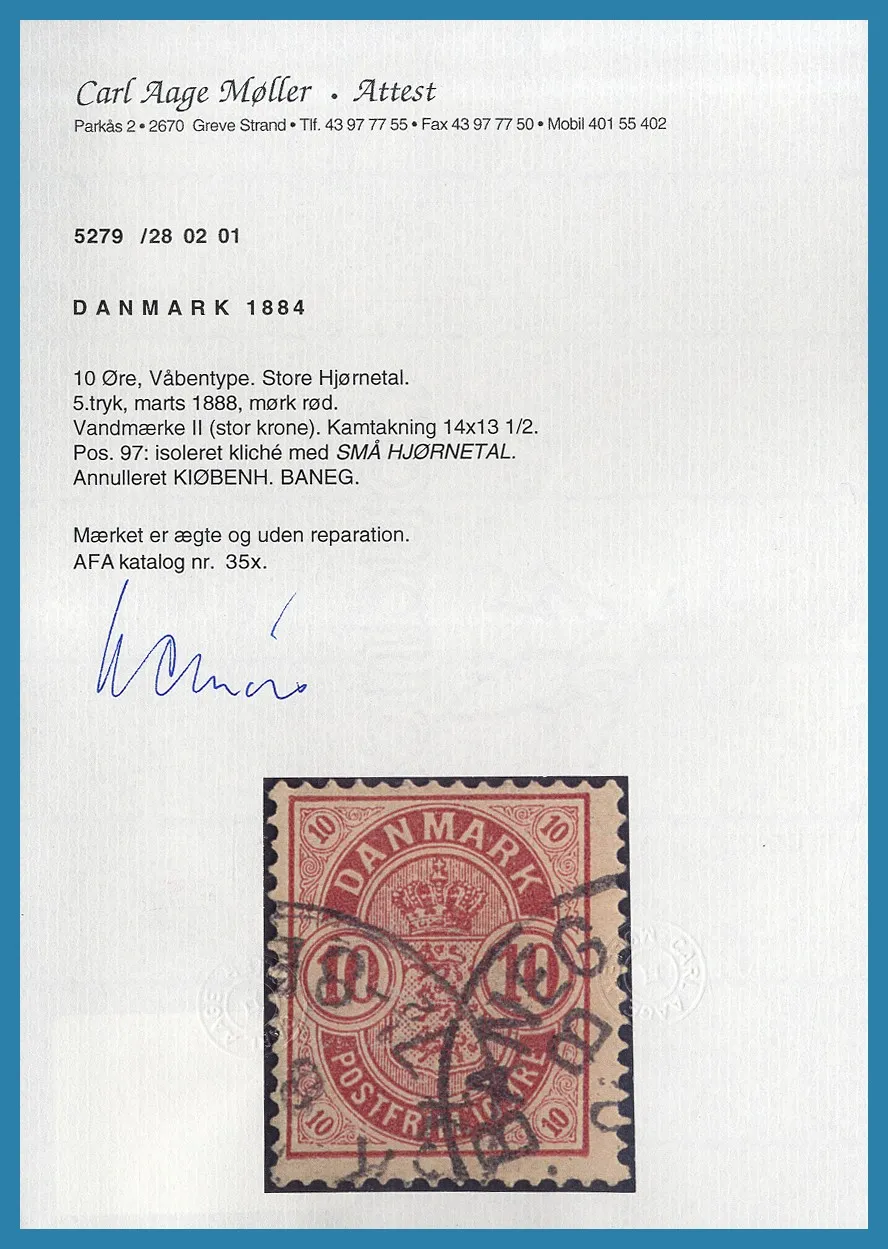 Carl Aage Møller • Attest
Parkås 2 • 2670 Greve Strand • Tlf. 43 97 77 55 • Fax 43 97 77 50 • Mobil 401 55 402
5279 /28 02 01
DANMARK 1884
10 Øre, Våbentype. Store Hjørnetal.
5.tryk, marts 1888, mørk rød.
Vandmærke II (stor krone). Kamtakning 14x13 1/2.
Pos. 97: isoleret kliché med SMÅ HJØRNETAL.
Annulleret KIØBENH. BANEG.
Mærket er ægte og uden reparation.
AFA katalog nr. 35x.
10 10
DANMARK
10 10
POSTFRIM. 10 ØRE
10 10
BANEG
CARL AAGE